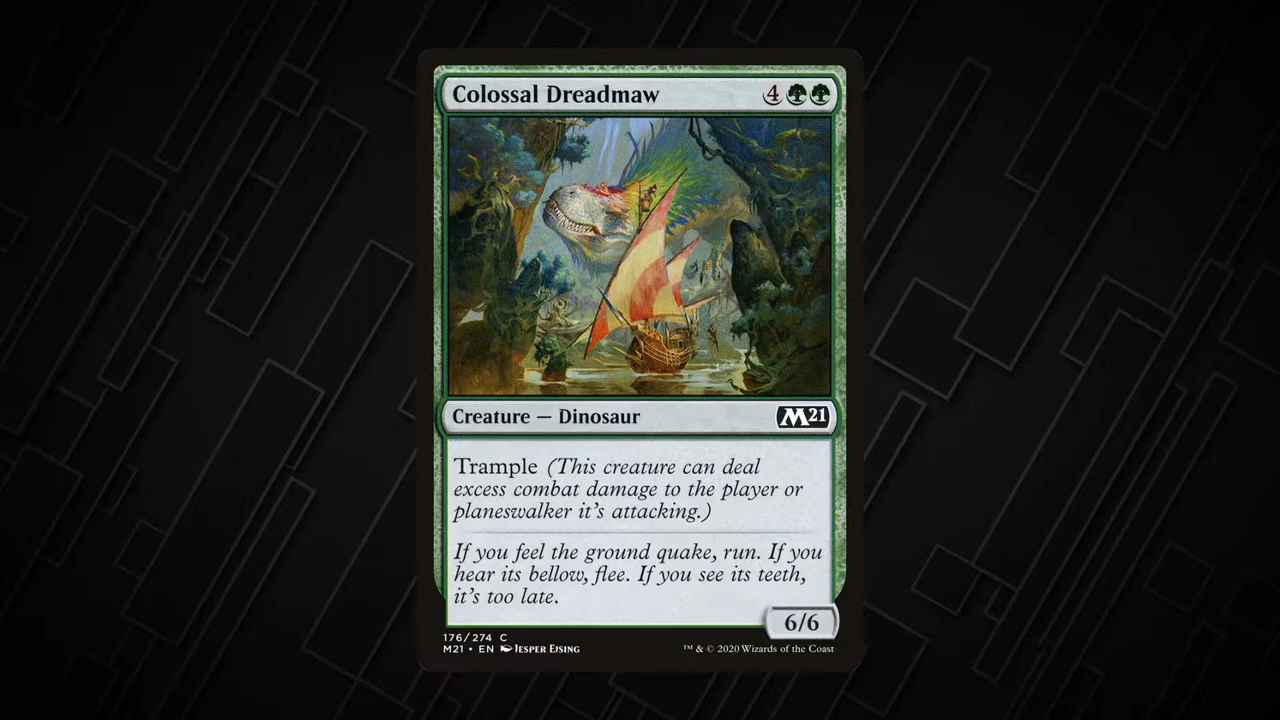 Colossal Dreadmaw 4
Creature — Dinosaur M21
Trample (This creature can deal
excess combat damage to the player or
planeswalker it's attacking.)
If you feel the ground quake, run. If you
hear its bellow, flee. If you see its teeth,
it's too late.
6/6
176/274 C
M21 • EN Jesper Ejsing ™ & © 2020 Wizards of the Coast